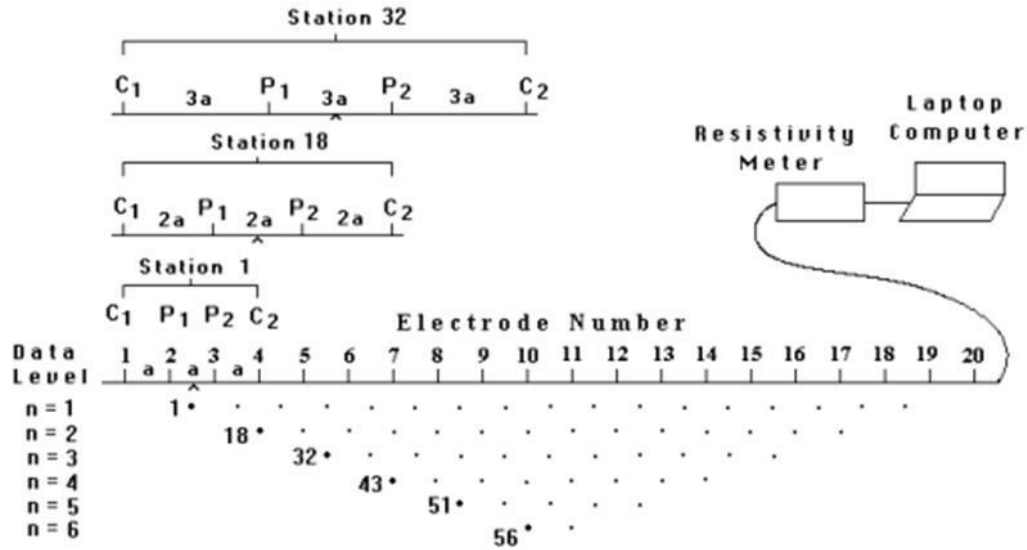 Station 32
C1 3a P1 3a P2 3a C2
Station 18
C1 2a P1 2a P2 2a C2
Station 1
C1 P1 P2 C2
Resistivity Meter
Laptop Computer
Electrode Number
Data Level
1 2 3 4 5 6 7 8 9 10 11 12 13 14 15 16 17 18 19 20
a a a
n = 1 1
n = 2 18
n = 3 32
n = 4 43
n = 5 51
n = 6 56